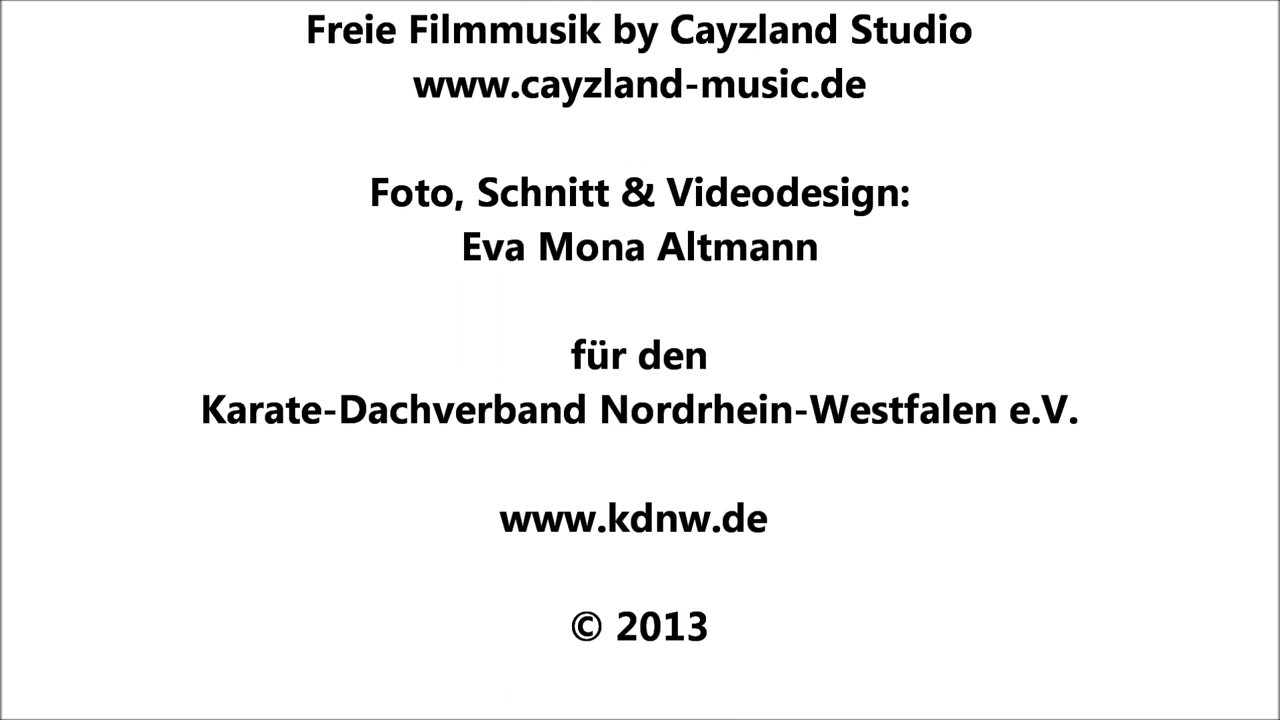 Freie Filmmusik by Cayzland Studio
www.cayzland-music.de
Foto, Schnitt & Videodesign:
Eva Mona Altmann
für den
Karate-Dachverband Nordrhein-Westfalen e.V.
www.kdnw.de
© 2013